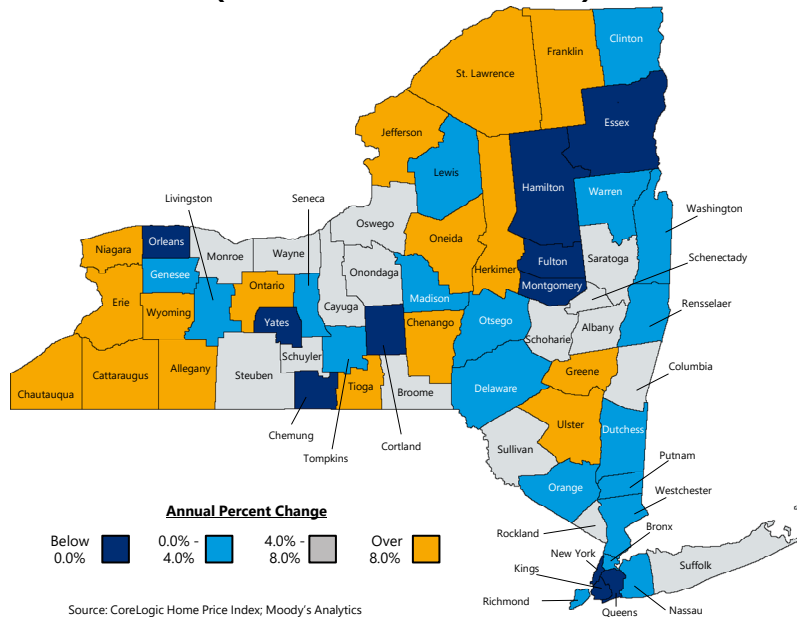 Clinton
Franklin
St. Lawrence
Essex
Jefferson
Lewis
Hamilton
Warren
Livingston
Seneca
Washington
Oswego
Oneida
Niagara
Orleans
Monroe
Wayne
Saratoga
Schenectady
Fulton
Herkimer
Genesee
Onondaga
Ontario
Montgomery
Madison
Rensselaer
Erie
Wyoming
Cayuga
Yates
Chenango
Otsego
Albany
Schoharie
Schuyler
Columbia
Chautauqua
Cattaraugus
Allegany
Steuben
Tioga
Broome
Delaware
Greene
Chemung
Cortland
Tompkins
Ulster
Dutchess
Sullivan
Putnam
Orange
Westchester
Annual Percent Change
Below
0.0%
0.0% -
4.0%
4.0% -
8.0%
Over
8.0%
Rockland
Bronx
New York
Kings
Suffolk
Richmond
Queens
Nassau
Source: CoreLogic Home Price Index; Moody's Analytics